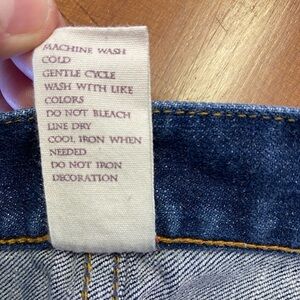 MACHINE WASH
COLD
GENTLE CYCLE
WASH WITH LIKE
COLORS
DO NOT BLEACH
LINE DRY
COOL IRON WHEN
NEEDED
DO NOT IRON
DECORATION